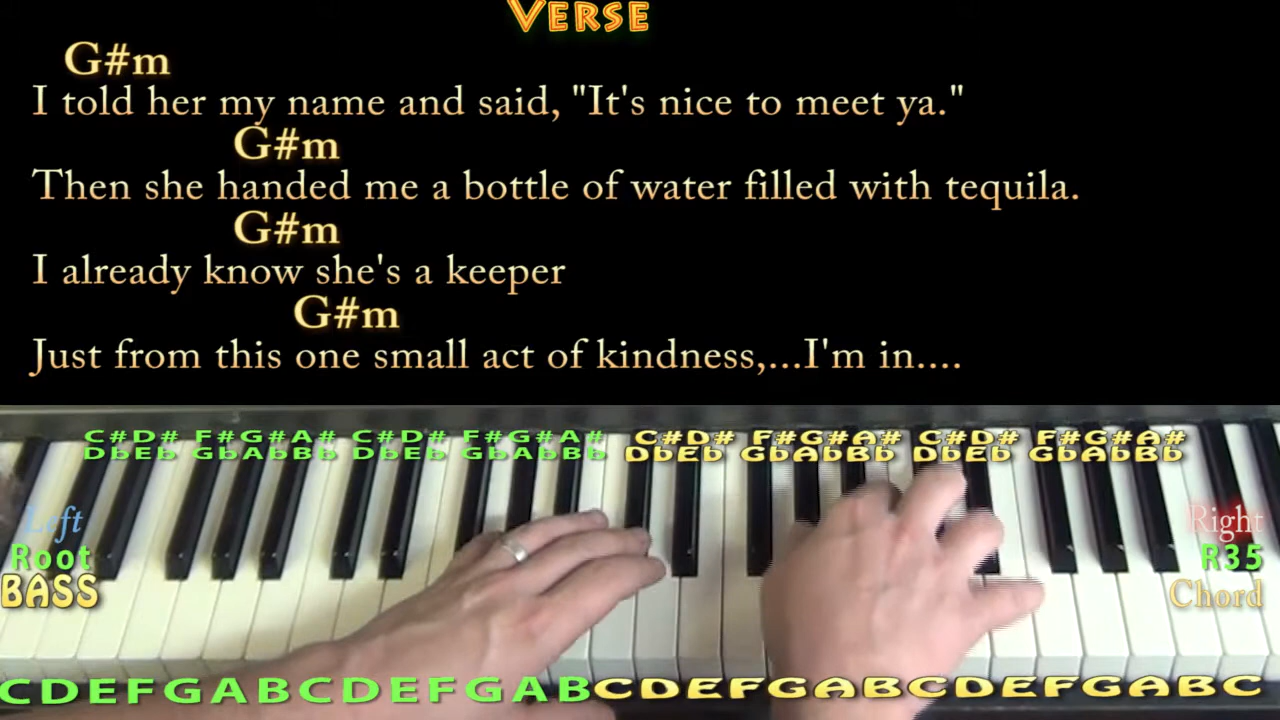 VERSE
G#m
I told her my name and said, "It's nice to meet ya."
G#m
Then she handed me a bottle of water filled with tequila.
G#m
I already know she's a keeper
G#m
Just from this one small act of kindness,...I'm in....
C#D# F#G#A# C#D# F#G#A# C#D# F#G#A# C#D# F#G#A#
DbEb GbAbBb DbEb GbAbBb DbEb GbAbBb DbEb GbAbBb
Left
Root
BASS
Right
R35
Chord
CDEFGABCDEFGABCDEFGABCDEFGABC